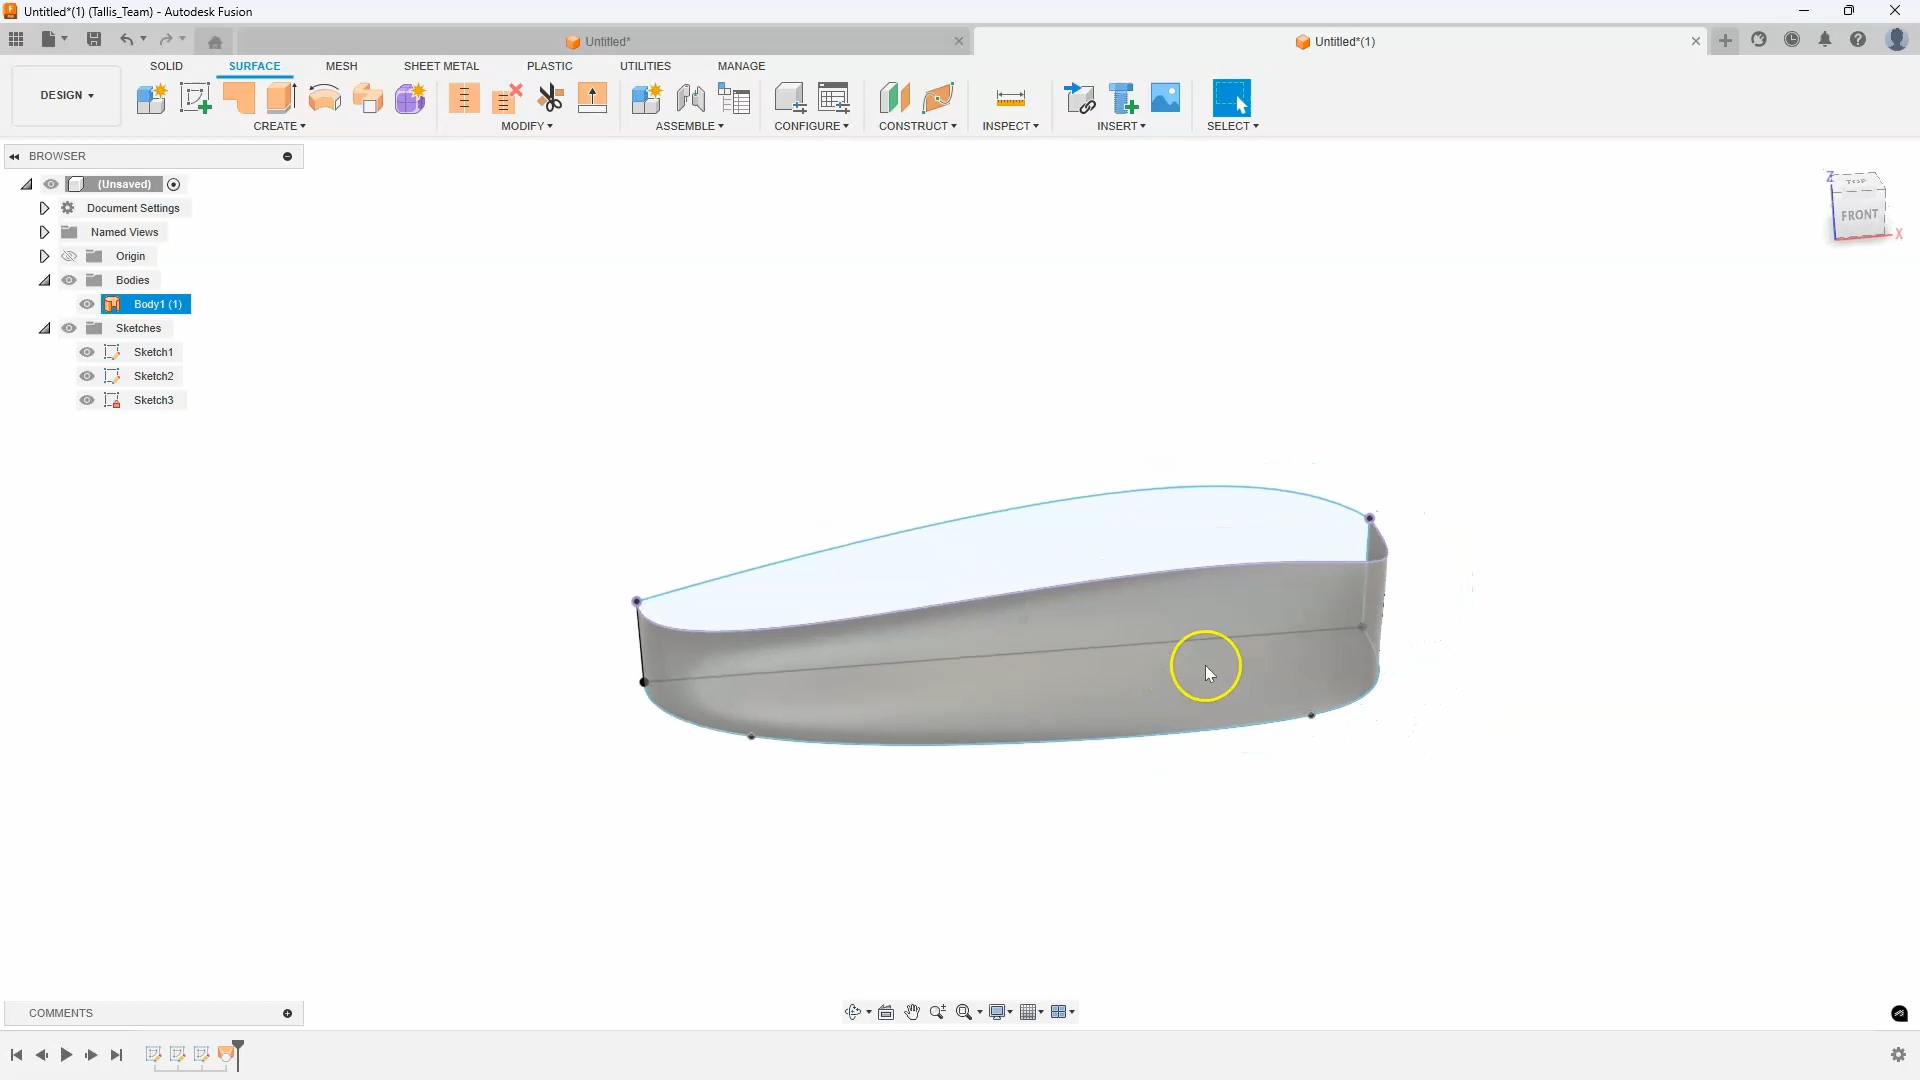 Untitled*(1) (Tallis_Team) - Autodesk Fusion
Untitled*
Untitled*(1)
SOLID SURFACE MESH SHEET METAL PLASTIC UTILITIES MANAGE
DESIGN
CREATE MODIFY ASSEMBLE CONFIGURE CONSTRUCT INSPECT INSERT SELECT
BROWSER
(Unsaved)
Document Settings
Named Views
Origin
Bodies
Body1 (1)
Sketches
Sketch1
Sketch2
Sketch3
Z
TOP
FRONT
X
COMMENTS